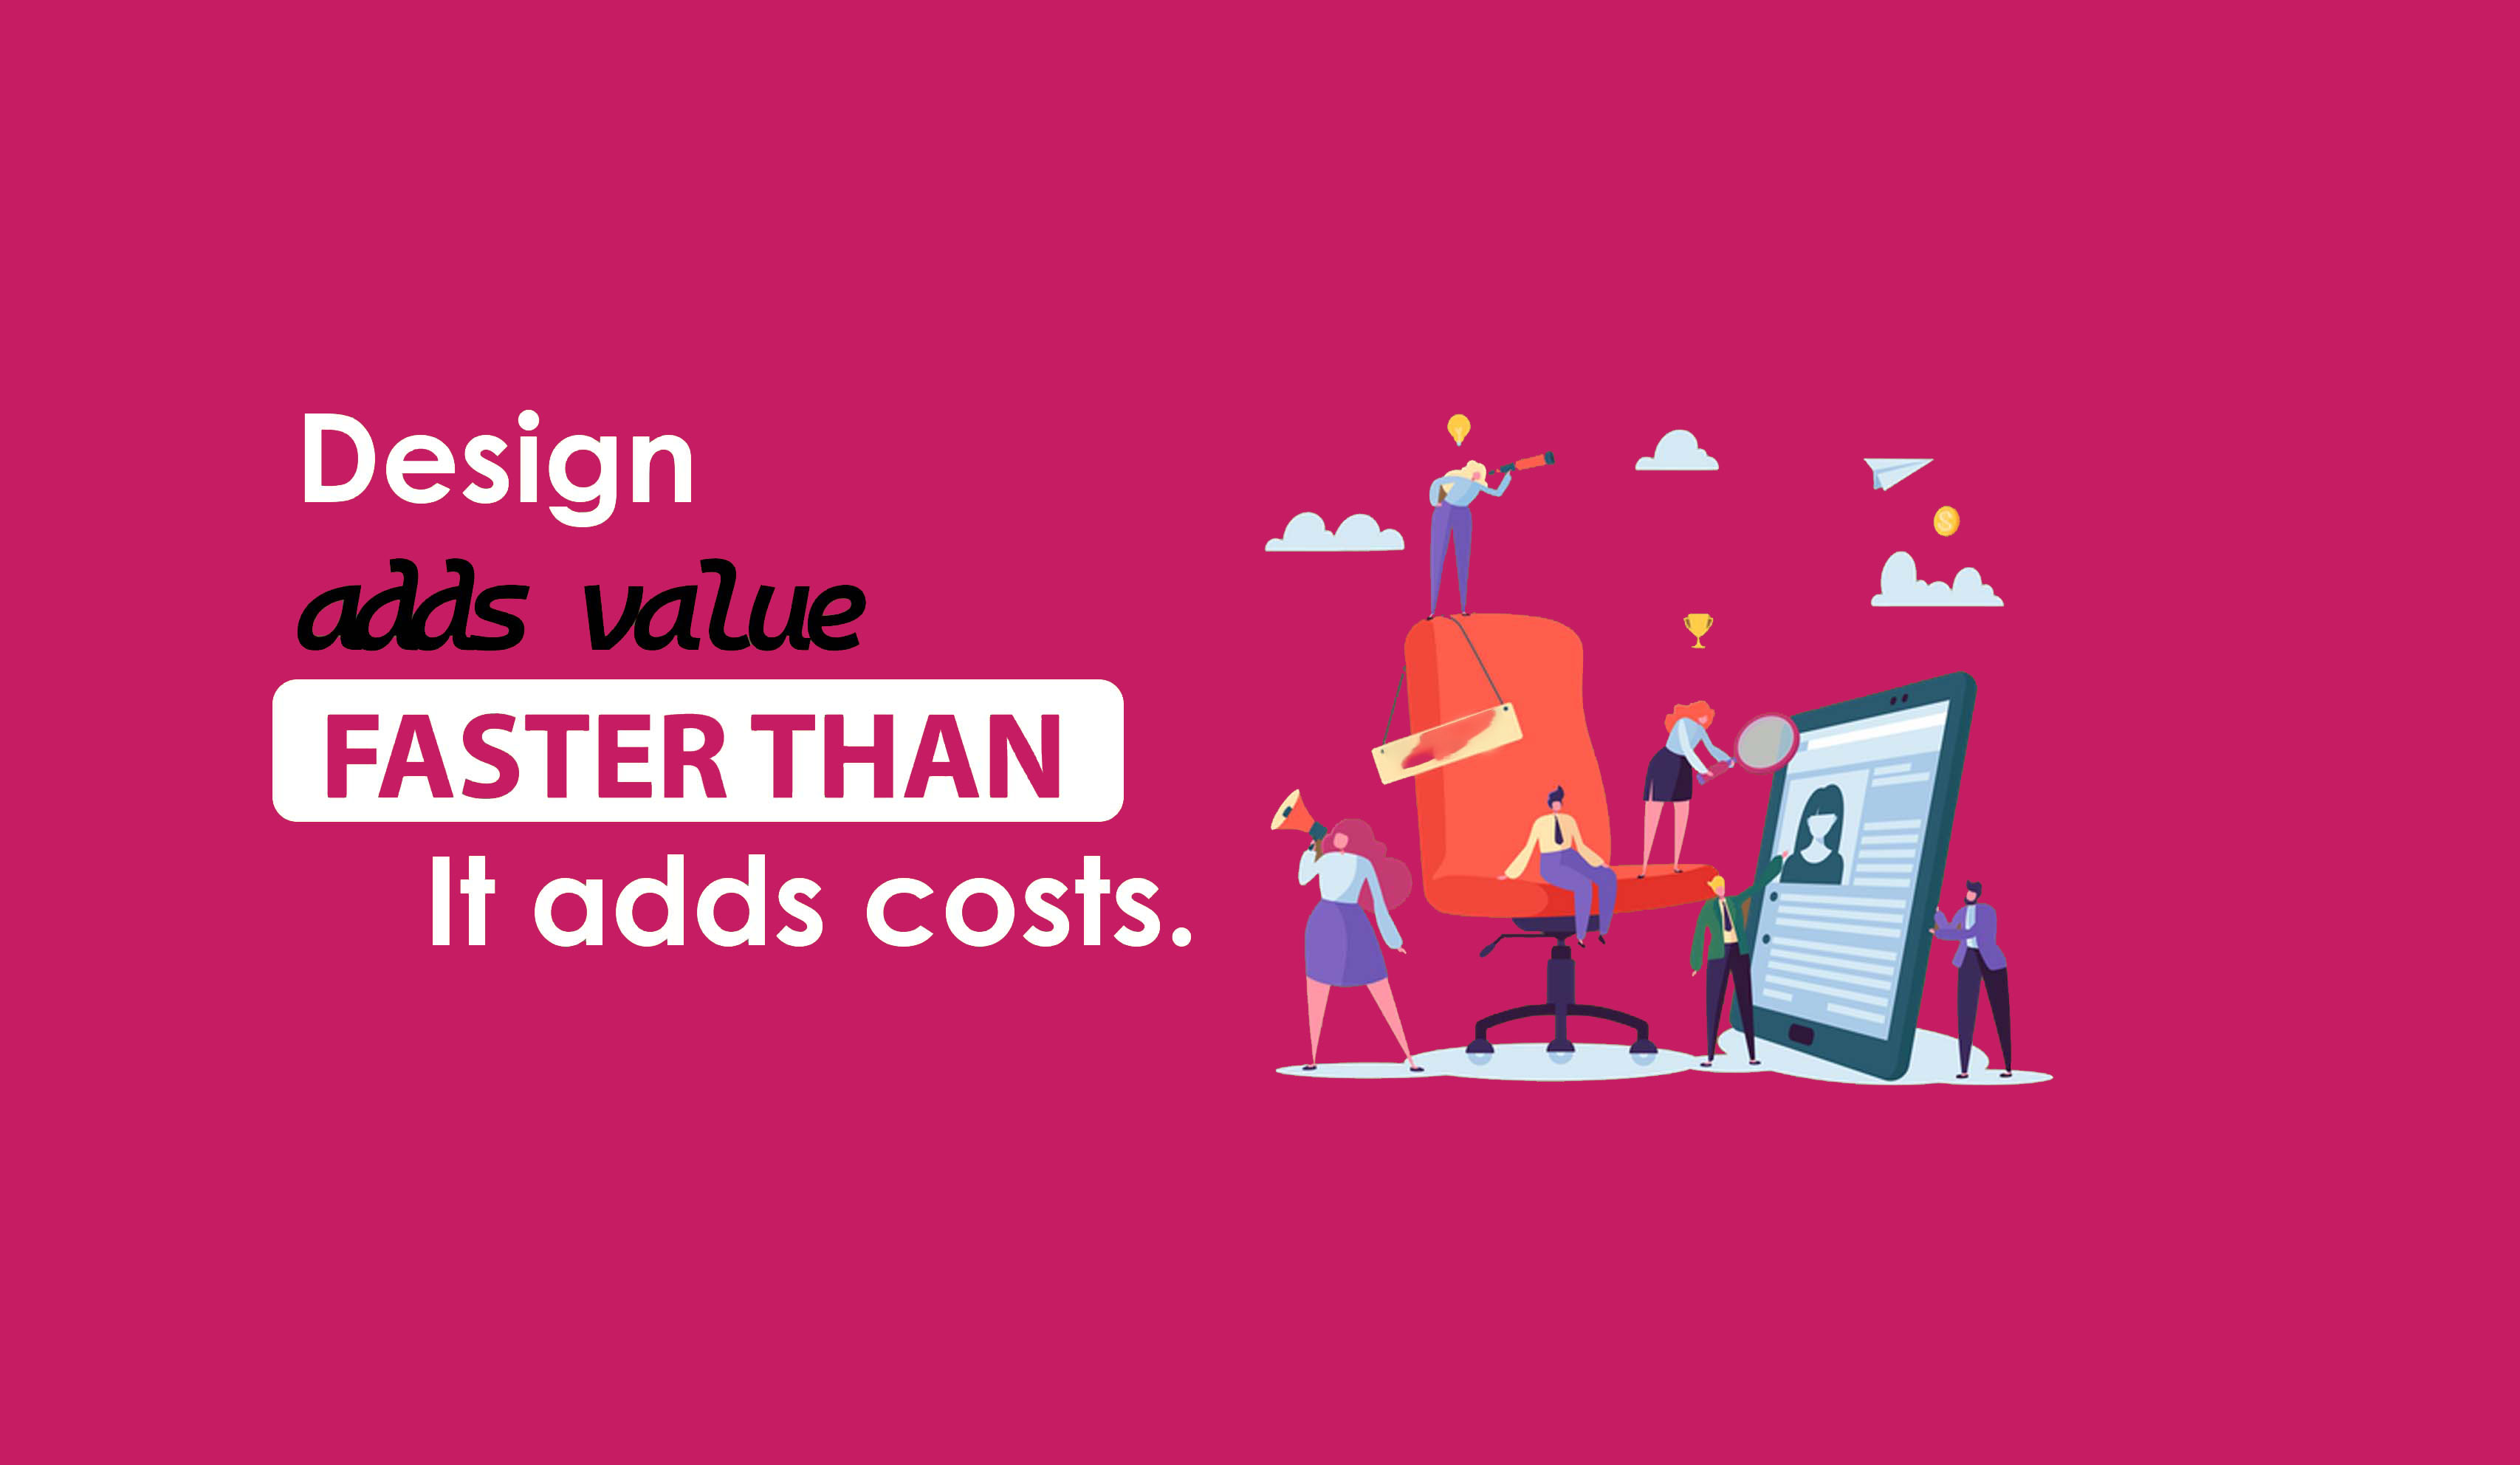 Design
adds value
FASTER THAN
It adds costs.
$